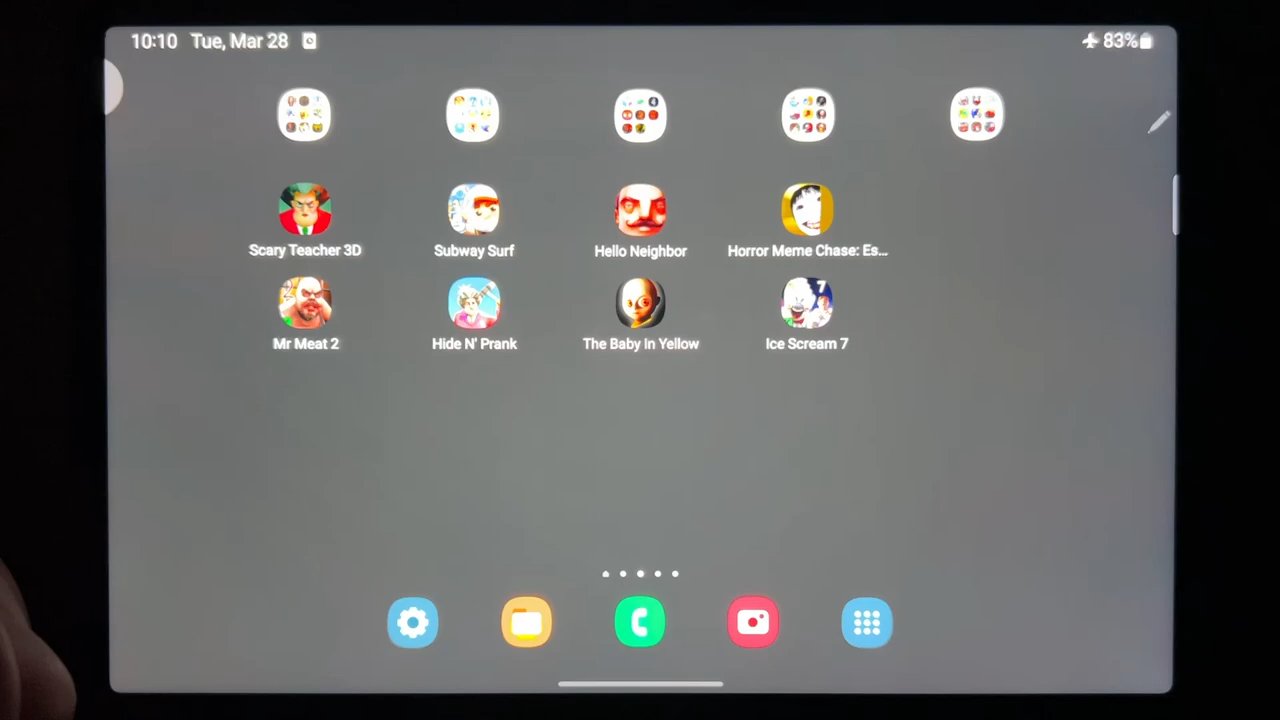 10:10 Tue, Mar 28 83%
Scary Teacher 3D Subway Surf Hello Neighbor Horror Meme Chase: Es...
7
Mr Meat 2 Hide N' Prank The Baby In Yellow Ice Scream 7